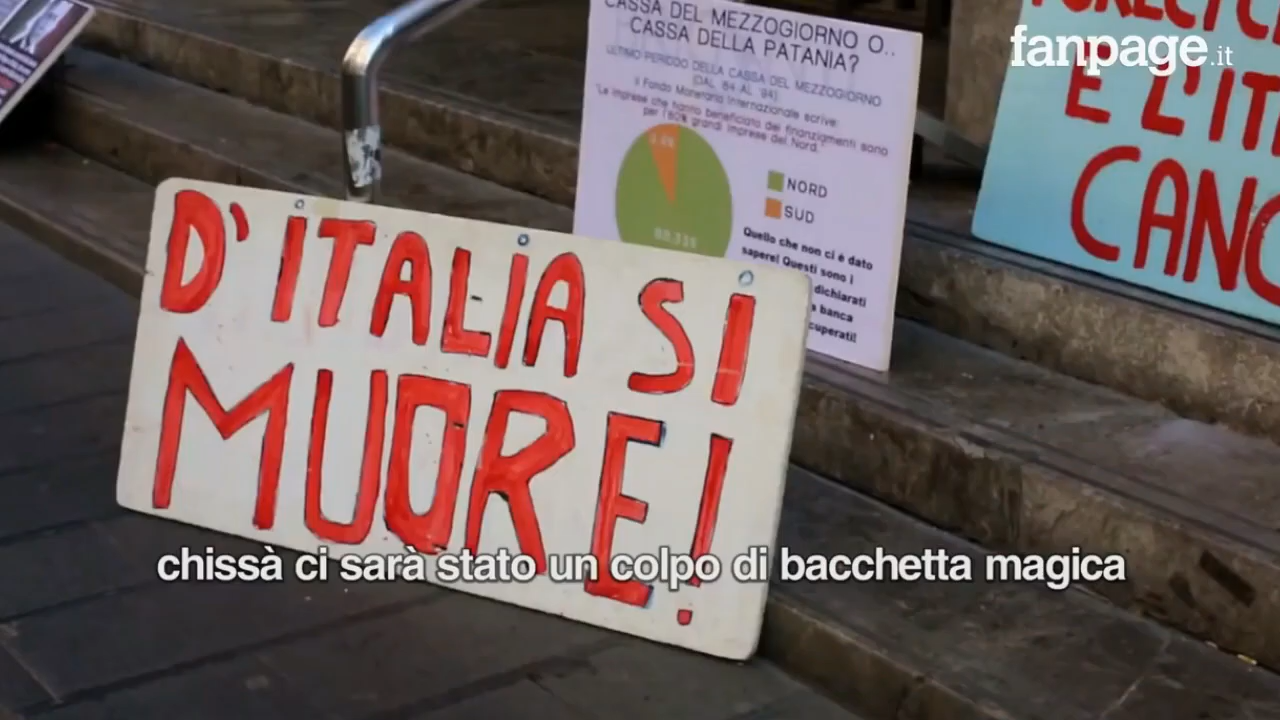 fanpage.it
CASSA DEL MEZZOGIORNO O..
CASSA DELLA PATANIA?
ULTIMO PERIODO DELLA CASSA DEL MEZZOGIORNO
(DAL '84 AL '94)
Il Fondo Monetario Internazionale scrive:
"Le imprese che hanno beneficiato dei finanziamenti sono
per l'80% grandi imprese del Nord."
NORD
SUD
Quello che non ci è dato
sapere! Questi sono i
dichiarati
banca
cuperati!
E L'IT
CANC
D'ITALIA SI
MUORE!
chissà ci sarà stato un colpo di bacchetta magica